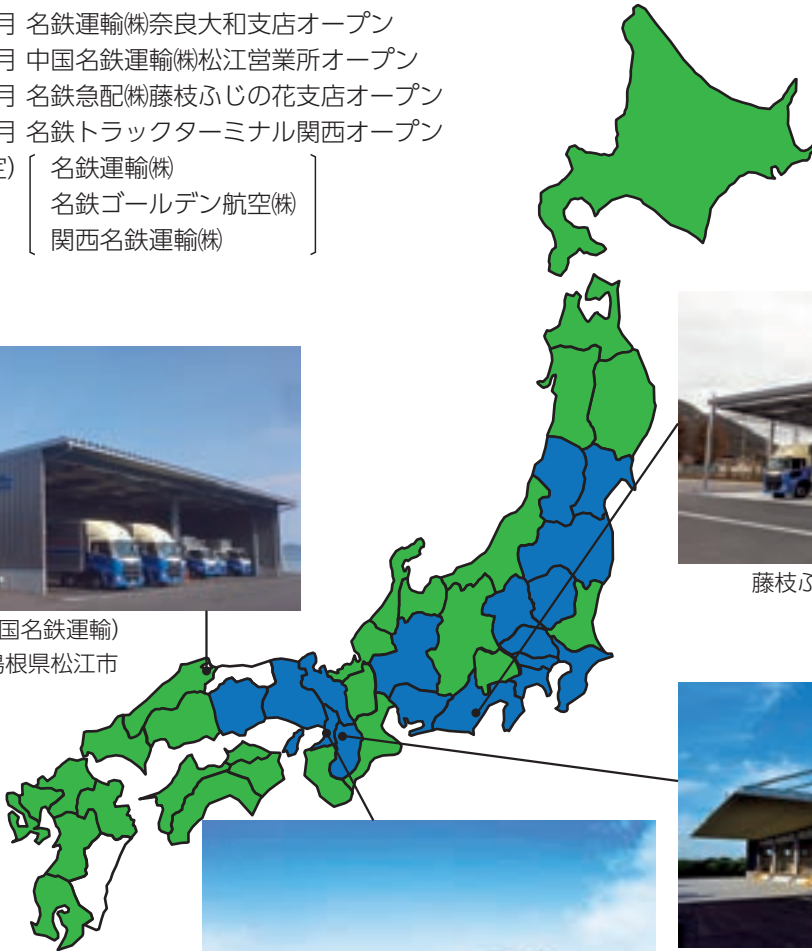 月 名鉄運輸㈱奈良大和支店オープン
月 中国名鉄運輸㈱松江営業所オープン
月 名鉄急配㈱藤枝ふじの花支店オープン
月 名鉄トラックターミナル関西オープン
定) 名鉄運輸㈱
名鉄ゴールデン航空㈱
関西名鉄運輸㈱
藤枝ふ
国名鉄運輸)
島根県松江市